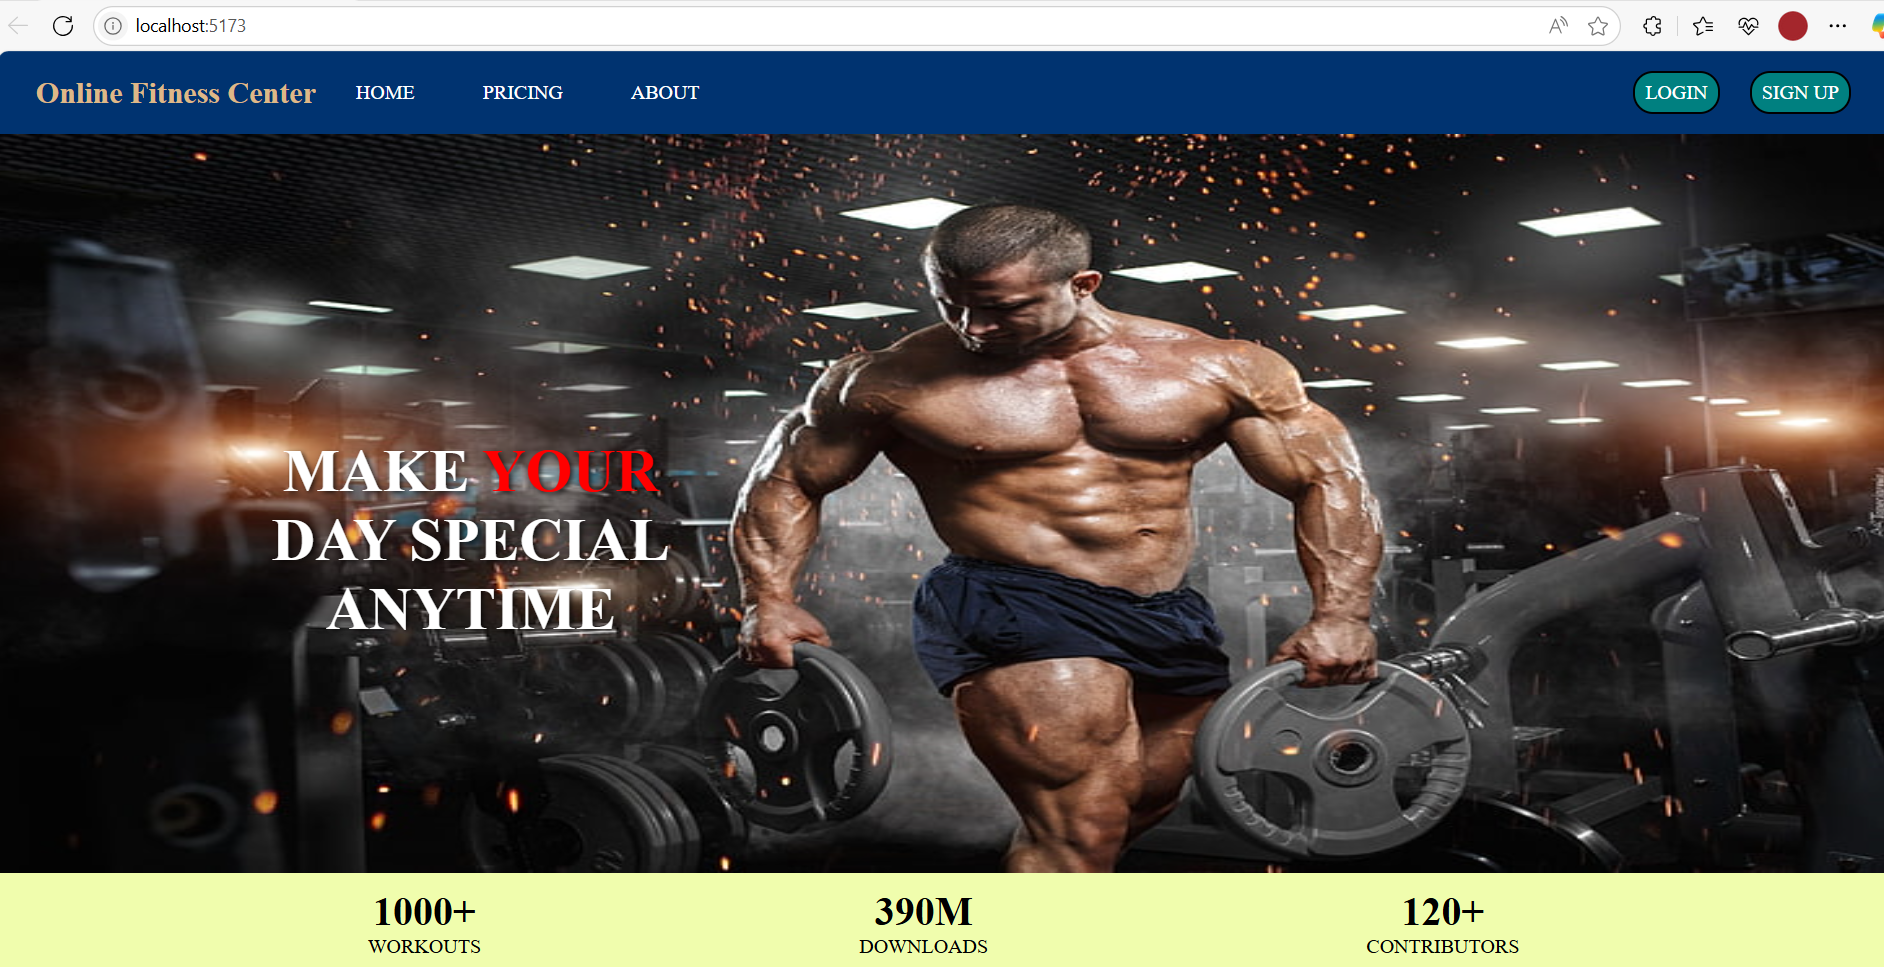 localhost:5173
Online Fitness Center HOME PRICING ABOUT LOGIN SIGN UP
MAKE YOUR
DAY SPECIAL
ANYTIME
1000+ 390M 120+
WORKOUTS DOWNLOADS CONTRIBUTORS